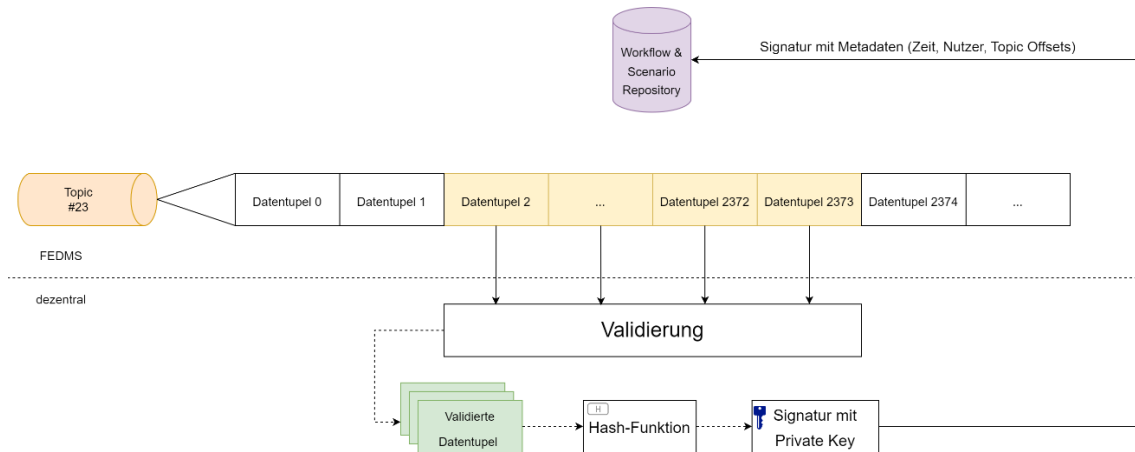 Workflow &
Scenario
Repository
Signatur mit Metadaten (Zeit, Nutzer, Topic Offsets)
Topic
#23
Datentupel 0
Datentupel 1
Datentupel 2
...
Datentupel 2372
Datentupel 2373
Datentupel 2374
...
FEDMS
dezentral
Validierung
Validierte
Datentupel
H
Hash-Funktion
Signatur mit
Private Key